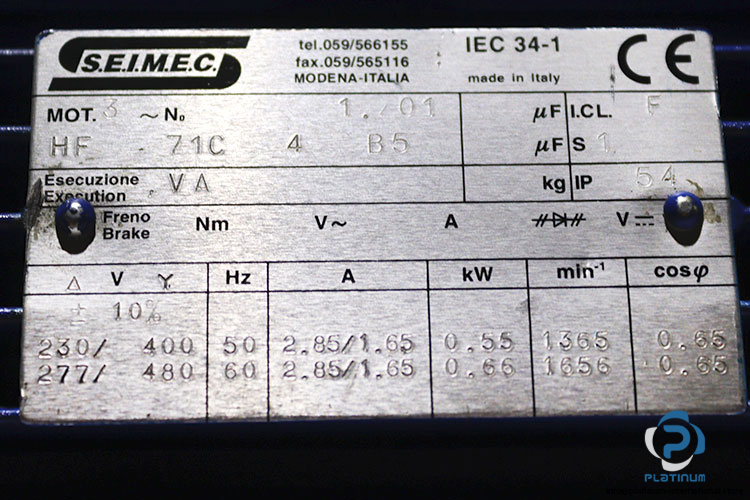 S.E.I.M.E.C.
tel.059/566155
fax.059/565116
MODENA-ITALIA
IEC 34-1
made in Italy
CE
MOT. 3 ~ No 1./01 µF I.CL. F
HF - 71C 4 B5 µF S 1
Esecuzione
Execution VA kg IP 54
Freno
Brake Nm V~ A V
Δ V Y Hz A kW min⁻¹ cosφ
± 10%
230/ 400 50 2.85/1.65 0.55 1365 0.65
277/ 480 60 2.85/1.65 0.66 1656 0.65
PLATINUM